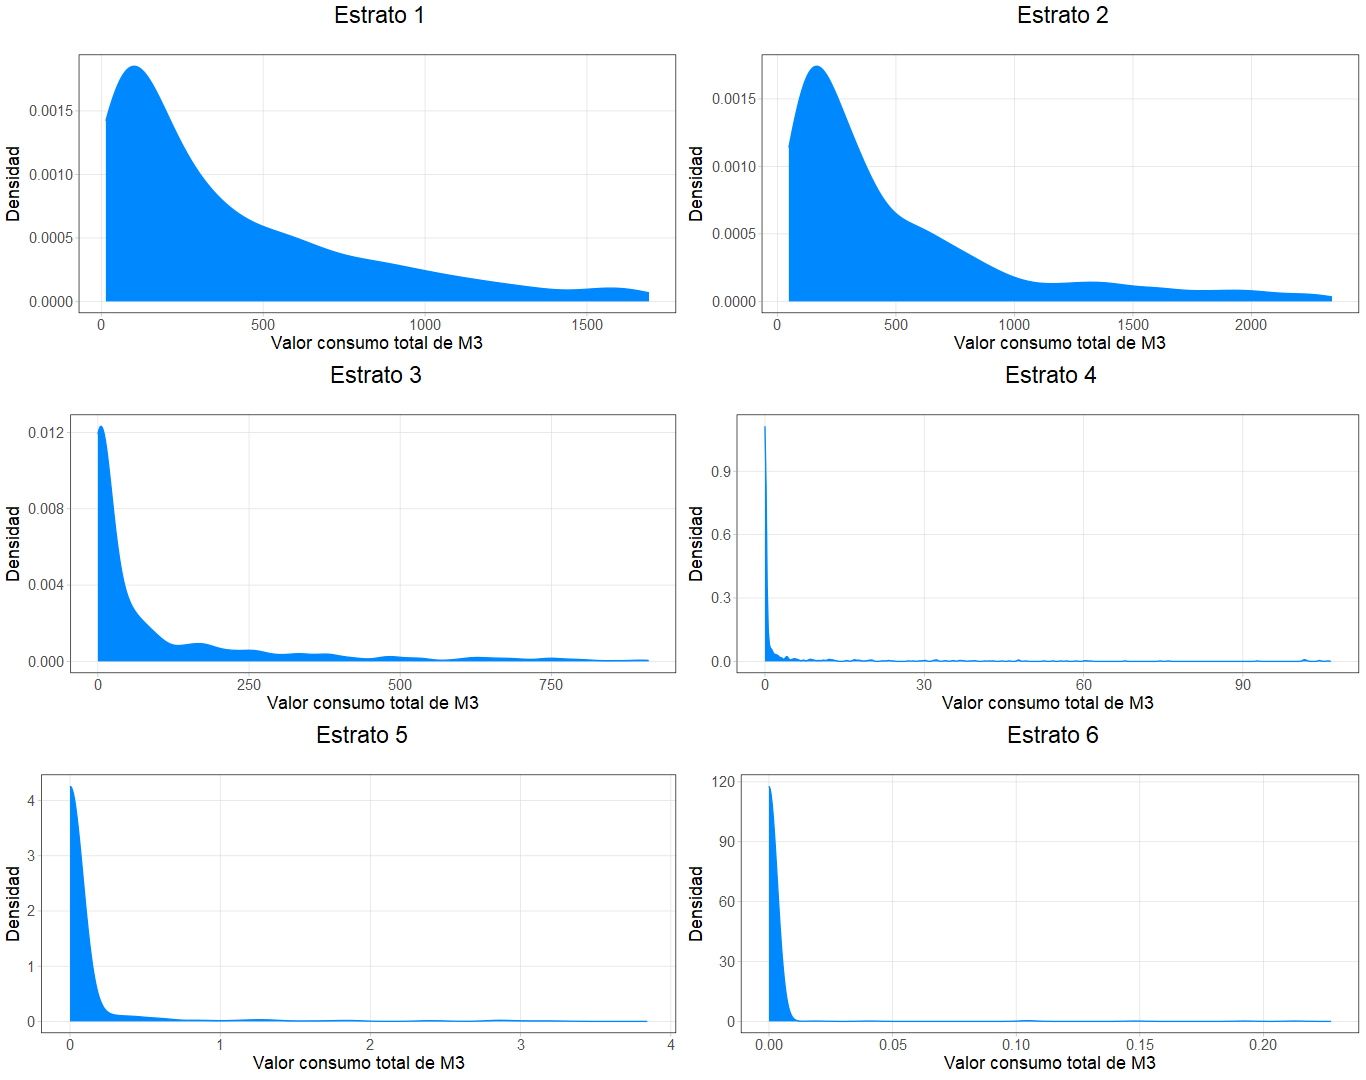 Estrato 1
Densidad
0.0015
0.0010
0.0005
0.0000
0 500 1000 1500
Valor consumo total de M3
Estrato 2
Densidad
0.0015
0.0010
0.0005
0.0000
0 500 1000 1500 2000
Valor consumo total de M3
Estrato 3
Densidad
0.012
0.008
0.004
0.000
0 250 500 750
Valor consumo total de M3
Estrato 4
Densidad
0.9
0.6
0.3
0.0
0 30 60 90
Valor consumo total de M3
Estrato 5
Densidad
4
3
2
1
0
0 1 2 3 4
Valor consumo total de M3
Estrato 6
Densidad
120
90
60
30
0
0.00 0.05 0.10 0.15 0.20
Valor consumo total de M3